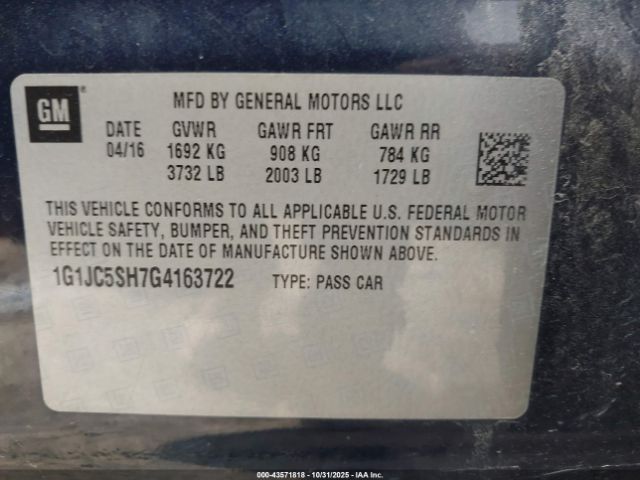 GM
MFD BY GENERAL MOTORS LLC
DATE GVWR GAWR FRT GAWR RR
04/16 1692 KG 908 KG 784 KG
3732 LB 2003 LB 1729 LB
THIS VEHICLE CONFORMS TO ALL APPLICABLE U.S. FEDERAL MOTOR
VEHICLE SAFETY, BUMPER, AND THEFT PREVENTION STANDARDS IN
EFFECT ON THE DATE OF MANUFACTURE SHOWN ABOVE.
1G1JC5SH7G4163722 TYPE: PASS CAR
000-43571818 - 10/31/2025 - IAA Inc.